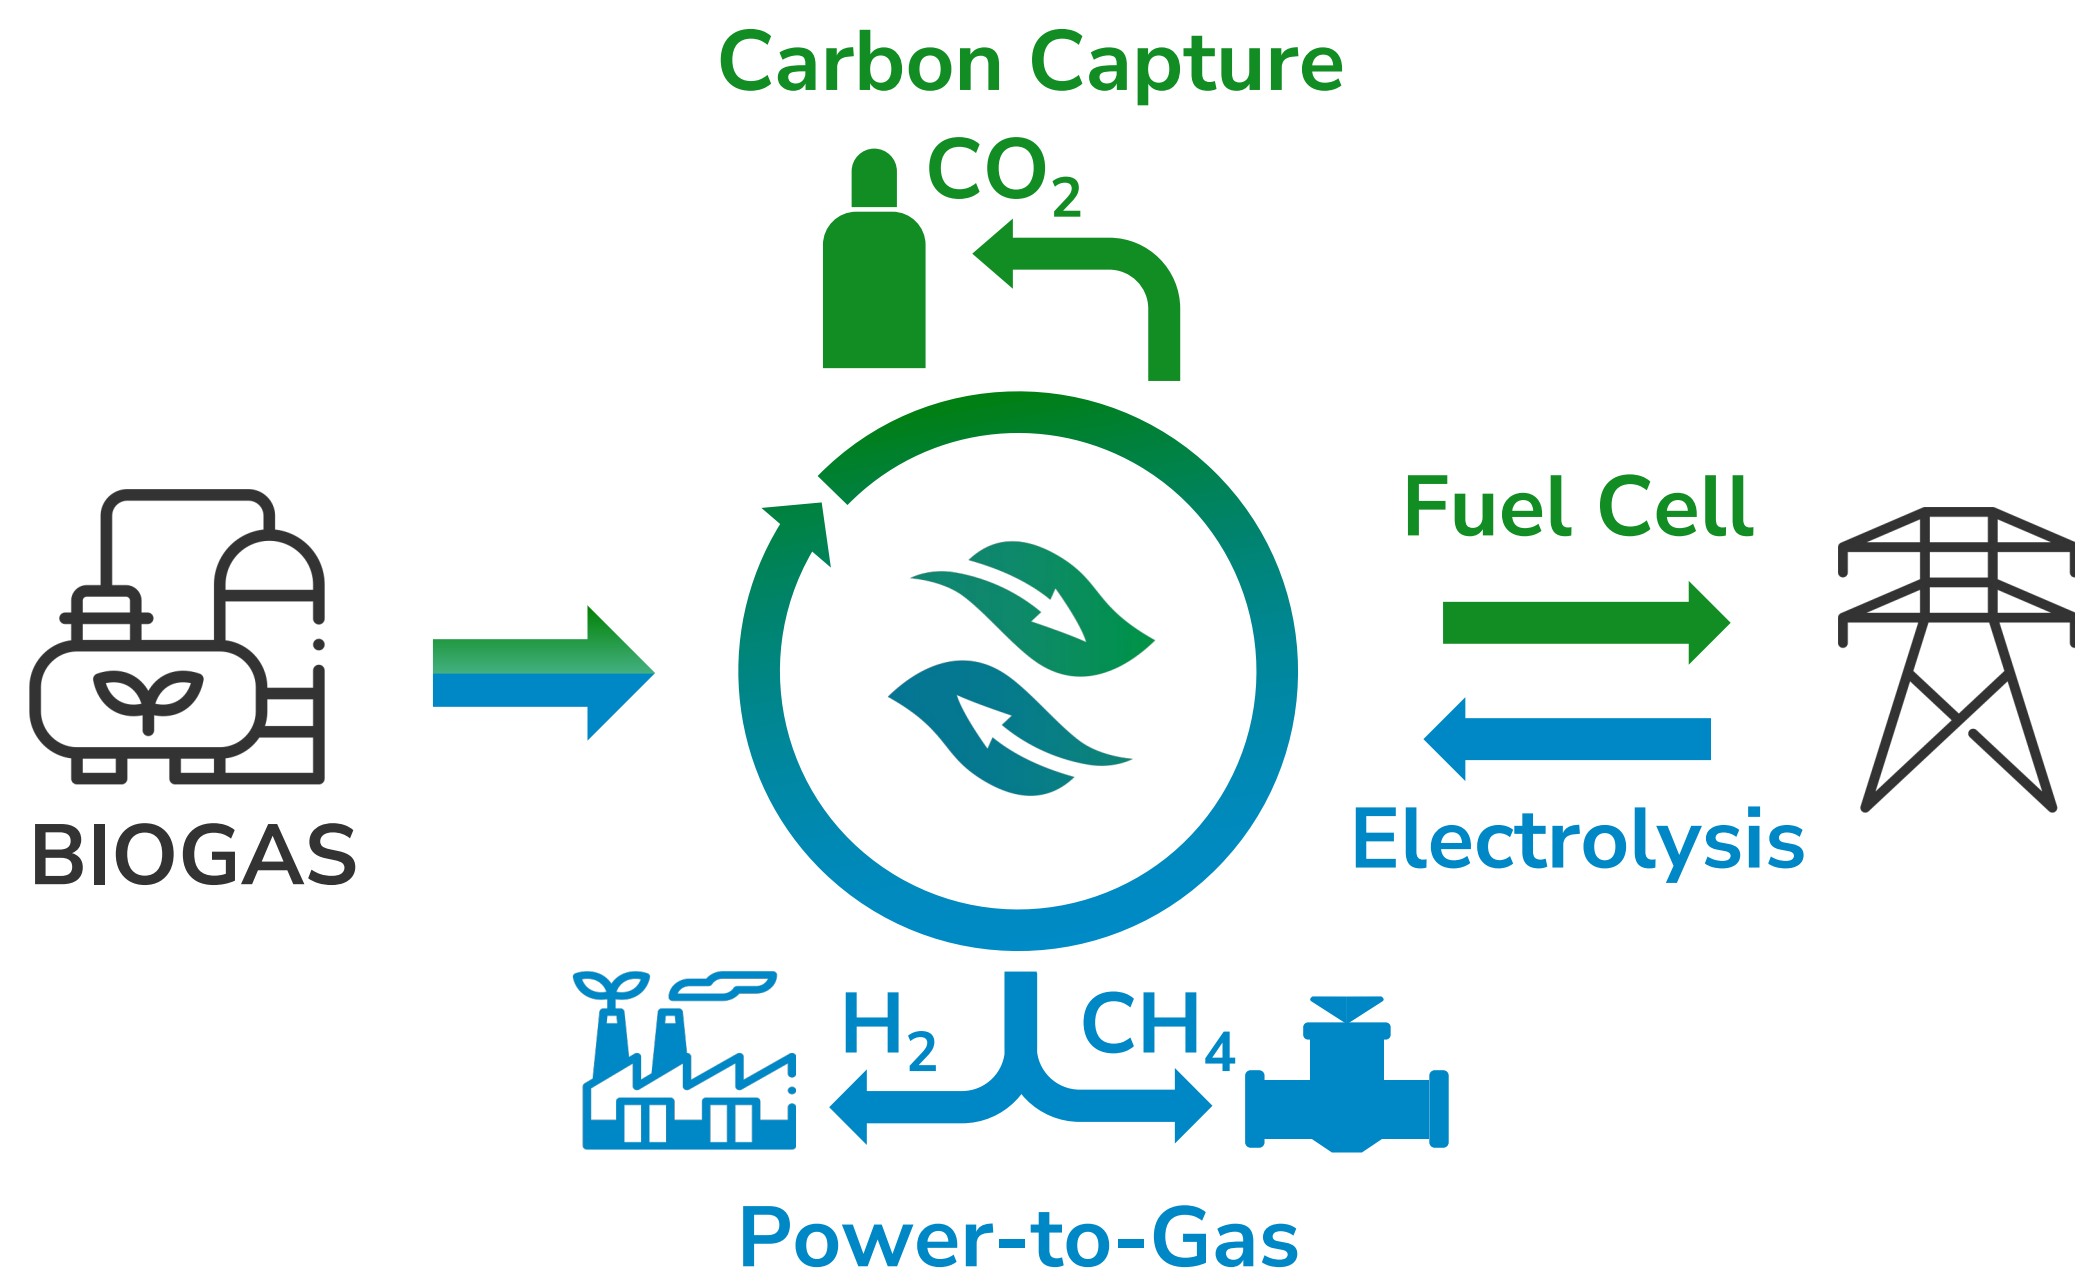 Carbon Capture
CO₂
Fuel Cell
Electrolysis
BIOGAS
H₂
CH₄
Power-to-Gas